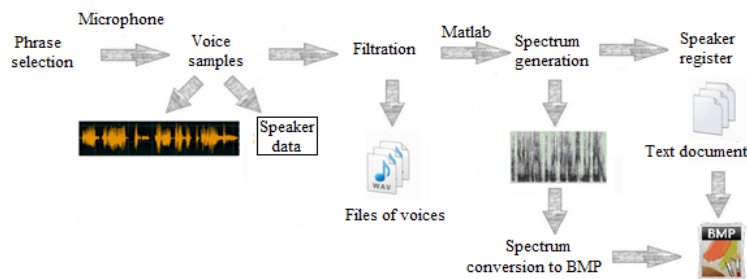 Microphone
Phrase
selection
Voice
samples
Filtration
Matlab
Spectrum
generation
Speaker
register
Speaker
data
WAV
Files of voices
Text document
Spectrum
conversion to BMP
BMP